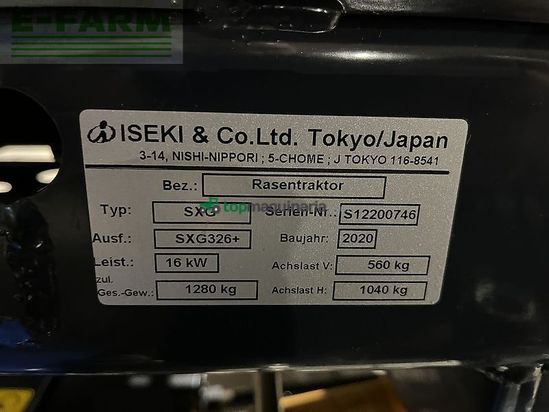 E-FARM
ISEKI & Co.Ltd. Tokyo/Japan
3-14, NISHI-NIPPORI ; 5-CHOME ; J TOKYO 116-8541
Bez.: Rasentraktor
Typ: SXG Serien-Nr.: S12200746
topmaquinaria
Ausf.: SXG326+ Baujahr: 2020
Leist.: 16 kW Achslast V: 560 kg
zul.
Ges.-Gew.: 1280 kg Achslast H: 1040 kg